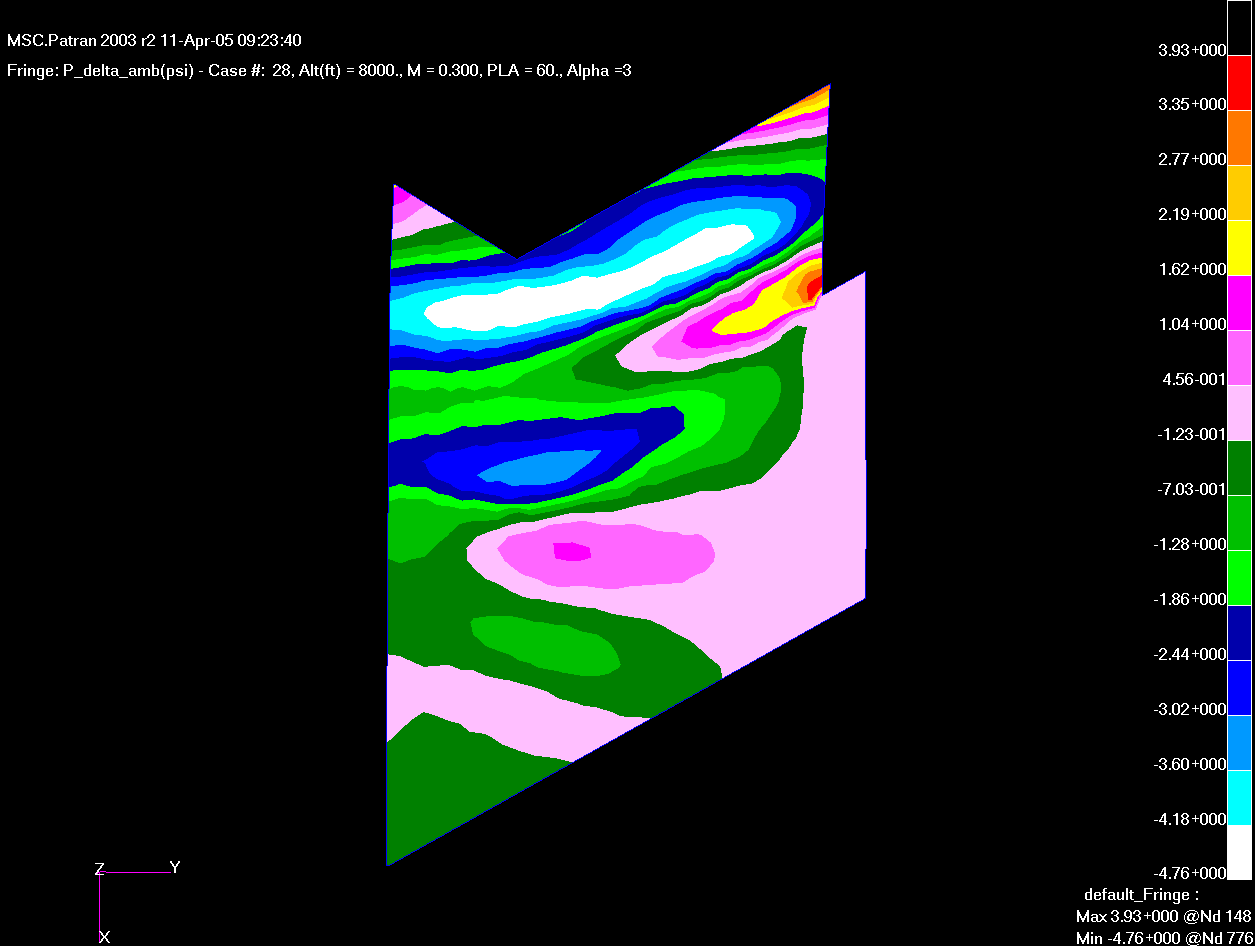 MSC.Patran 2003 r2 11-Apr-05 09:23:40
Fringe: P_delta_amb(psi) - Case #: 28, Alt(ft) = 8000., M = 0.300, PLA = 60., Alpha =3
3.93+000
3.35+000
2.77+000
2.19+000
1.62+000
1.04+000
4.56-001
-1.23-001
-7.03-001
-1.28+000
-1.86+000
-2.44+000
-3.02+000
-3.60+000
-4.18+000
-4.76+000
Z Y
X
default_Fringe :
Max 3.93+000 @Nd 148
Min -4.76+000 @Nd 776